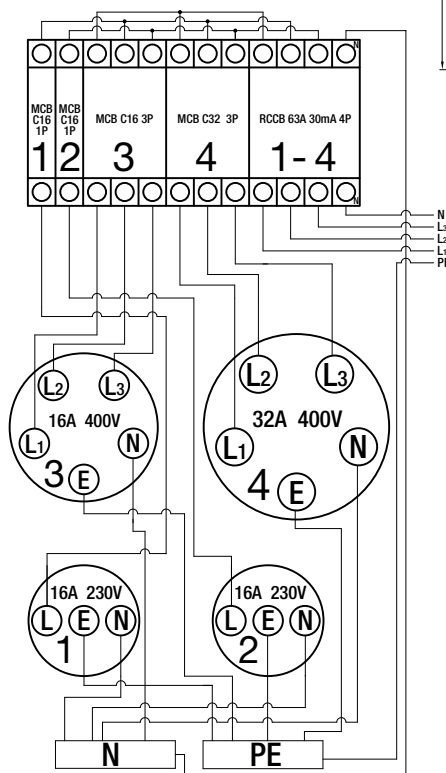 N
MCB C16 1P
MCB C16 1P
MCB C16 3P
MCB C32 3P
RCCB 63A 30mA 4P
1 2 3 4 1-4
N
N
L3
L2
L1
PE
L2 L3
16A 400V
L1 N
3 E
L2 L3
32A 400V
L1 N
4 E
16A 230V
L E N
1
16A 230V
L E N
2
N PE